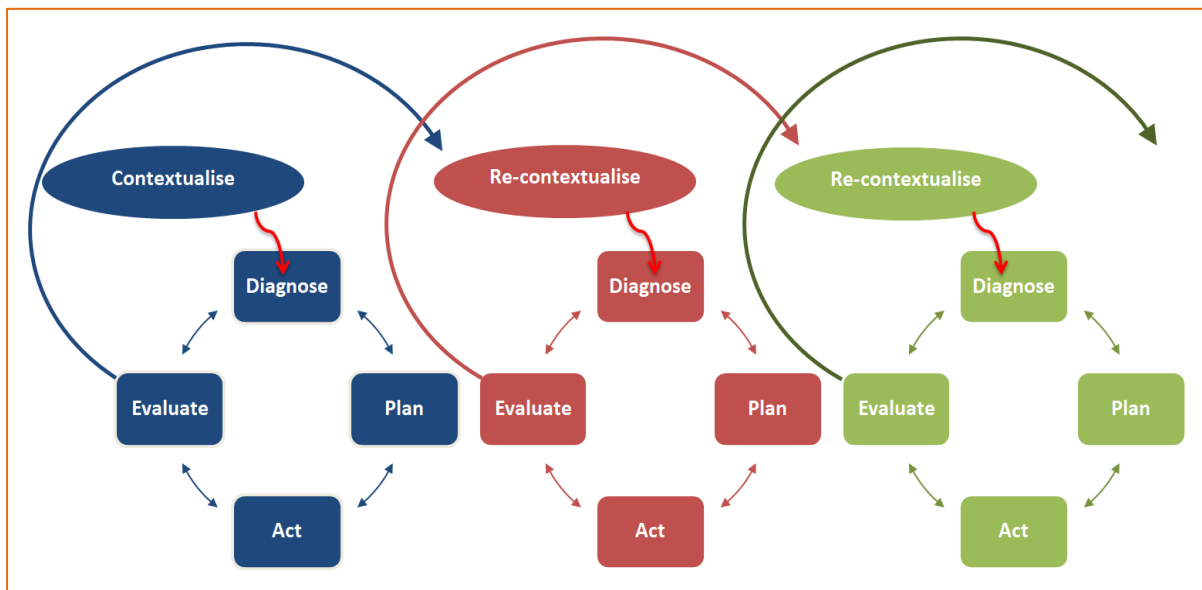 Contextualise
Re-contextualise
Re-contextualise
Diagnose
Diagnose
Diagnose
Evaluate
Plan
Evaluate
Plan
Evaluate
Plan
Act
Act
Act